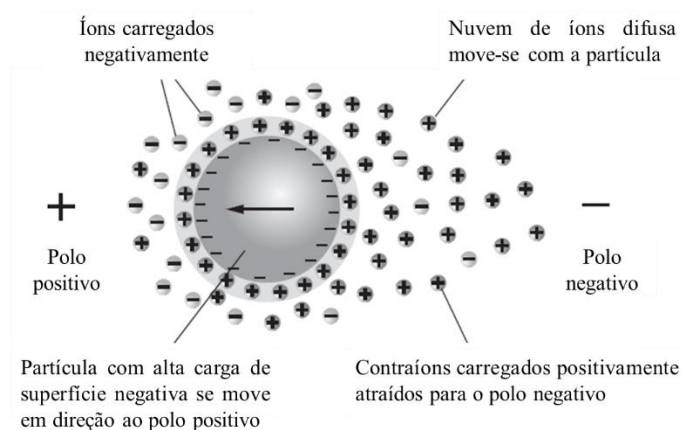 Íons carregados
negativamente
Nuvem de íons difusa
move-se com a partícula
+
Polo
positivo
−
Polo
negativo
Partícula com alta carga de
superfície negativa se move
em direção ao polo positivo
Contraíons carregados positivamente
atraídos para o polo negativo